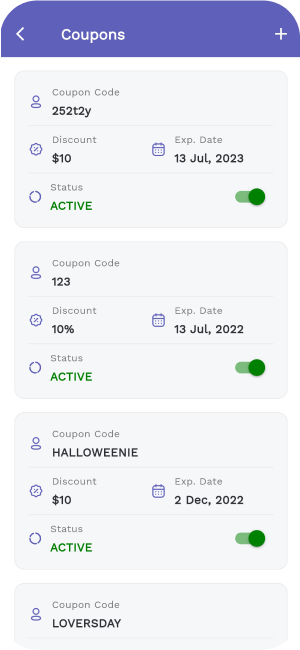 Coupons
Coupon Code
252t2y
Discount Exp. Date
$10 13 Jul, 2023
Status
ACTIVE
Coupon Code
123
Discount Exp. Date
10% 13 Jul, 2022
Status
ACTIVE
Coupon Code
HALLOWEENIE
Discount Exp. Date
$10 2 Dec, 2022
Status
ACTIVE
Coupon Code
LOVERSDAY